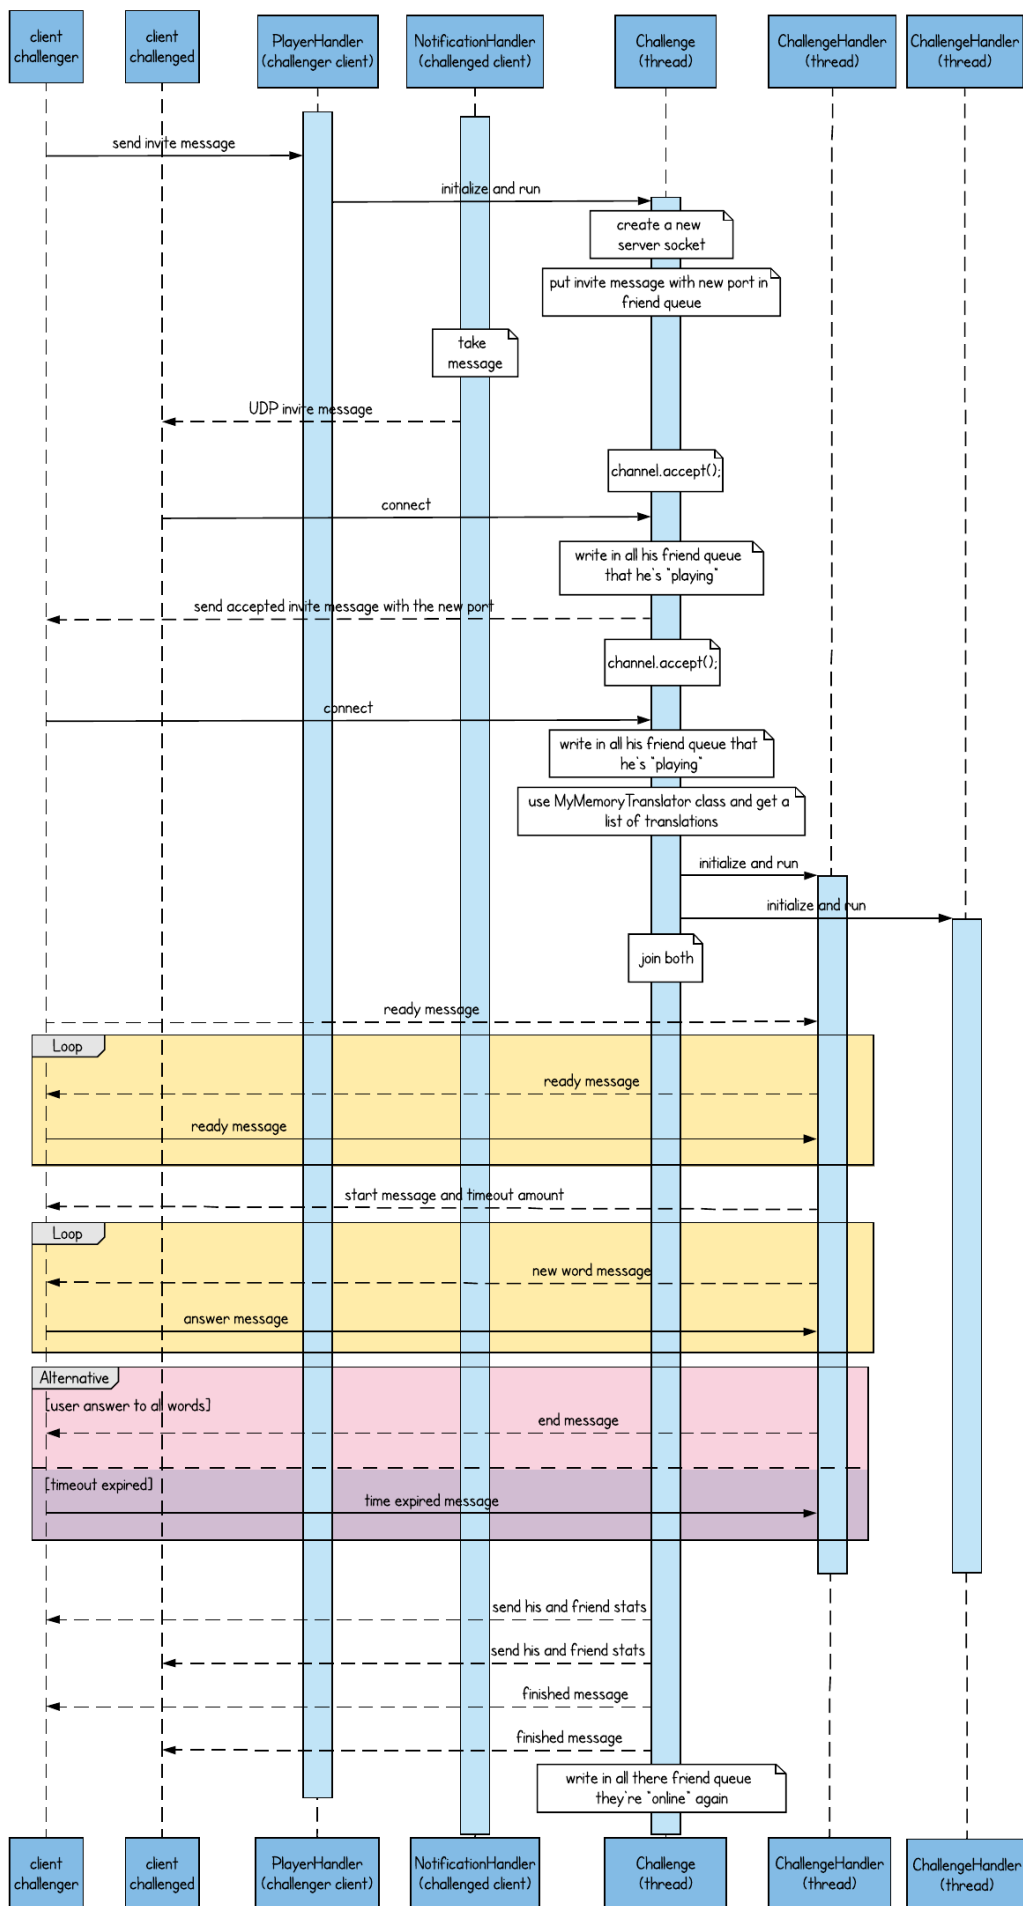 client
challenger
client
challenged
PlayerHandler
(challenger client)
NotificationHandler
(challenged client)
Challenge
(thread)
ChallengeHandler
(thread)
ChallengeHandler
(thread)
send invite message
initialize and run
create a new
server socket
put invite message with new port in
friend queue
take
message
UDP invite message
channel.accept();
connect
write in all his friend queue
that he's "playing"
send accepted invite message with the new port
channel.accept();
connect
write in all his friend queue that
he's "playing"
use MyMemoryTranslator class and get a
list of translations
initialize and run
initialize and run
join both
ready message
Loop
ready message
ready message
start message and timeout amount
Loop
new word message
answer message
Alternative
[user answer to all words]
end message
[timeout expired]
time expired message
send his and friend stats
send his and friend stats
finished message
finished message
write in all there friend queue
they're "online" again
client
challenger
client
challenged
PlayerHandler
(challenger client)
NotificationHandler
(challenged client)
Challenge
(thread)
ChallengeHandler
(thread)
ChallengeHandler
(thread)